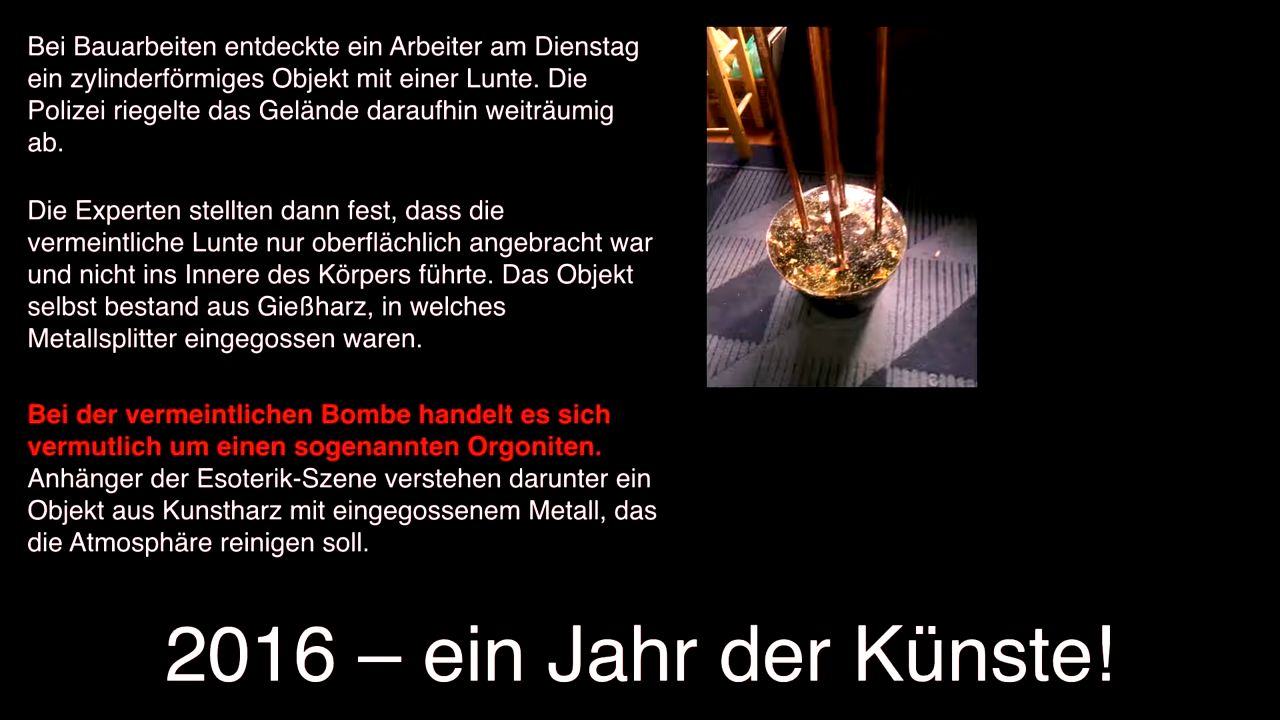 Bei Bauarbeiten entdeckte ein Arbeiter am Dienstag
ein zylinderförmiges Objekt mit einer Lunte. Die
Polizei riegelte das Gelände daraufhin weiträumig
ab.
Die Experten stellten dann fest, dass die
vermeintliche Lunte nur oberflächlich angebracht war
und nicht ins Innere des Körpers führte. Das Objekt
selbst bestand aus Gießharz, in welches
Metallsplitter eingegossen waren.
Bei der vermeintlichen Bombe handelt es sich
vermutlich um einen sogenannten Orgoniten.
Anhänger der Esoterik-Szene verstehen darunter ein
Objekt aus Kunstharz mit eingegossenem Metall, das
die Atmosphäre reinigen soll.
2016 – ein Jahr der Künste!